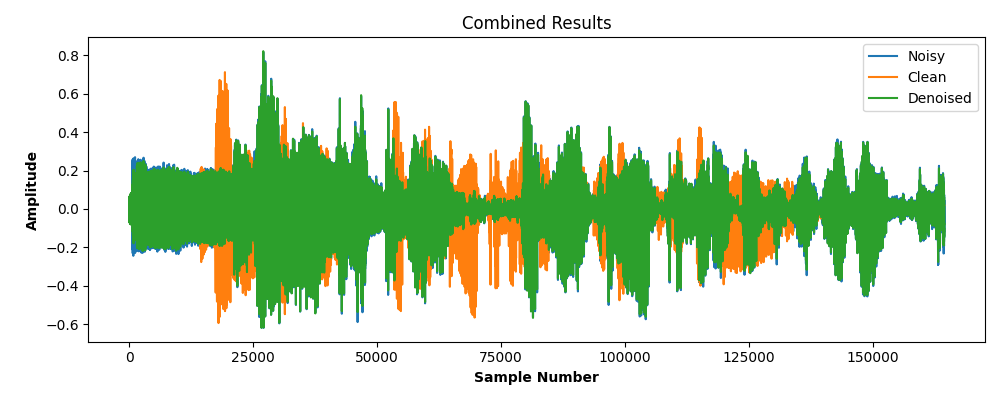 Combined Results
Noisy
Clean
Denoised
Amplitude
0.8
0.6
0.4
0.2
0.0
−0.2
−0.4
−0.6
0 25000 50000 75000 100000 125000 150000
Sample Number